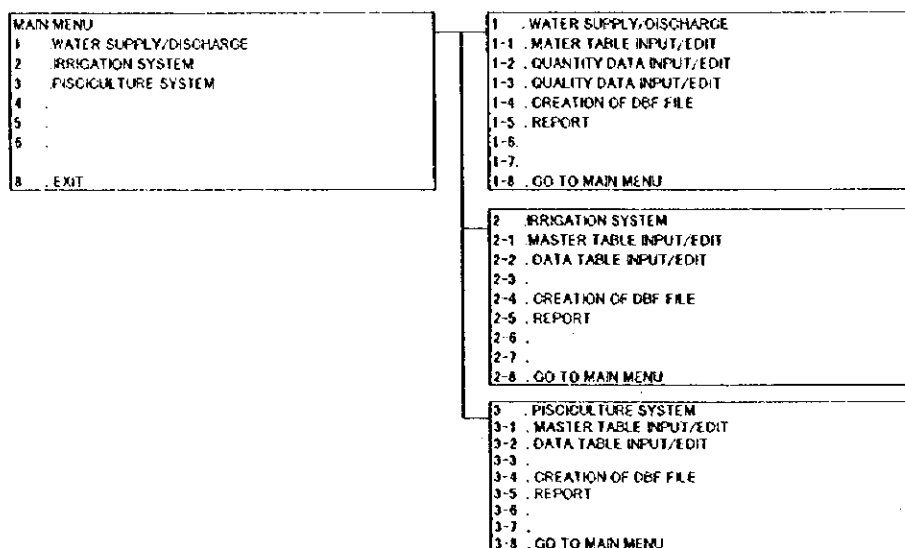 MAIN MENU
1 .WATER SUPPLY/DISCHARGE
2 .IRRIGATION SYSTEM
3 .PISCICULTURE SYSTEM
4 .
5 .
6 .
8 . EXIT
1 . WATER SUPPLY/DISCHARGE
1-1 . MATER TABLE INPUT/EDIT
1-2 . QUANTITY DATA INPUT/EDIT
1-3 . QUALITY DATA INPUT/EDIT
1-4 . CREATION OF DBF FILE
1-5 . REPORT
1-6.
1-7.
1-8 . GO TO MAIN MENU
2 .IRRIGATION SYSTEM
2-1 .MASTER TABLE INPUT/EDIT
2-2 . DATA TABLE INPUT/EDIT
2-3 .
2-4 . CREATION OF DBF FILE
2-5 . REPORT
2-6 .
2-7 .
2-8 . GO TO MAIN MENU
3 . PISCICULTURE SYSTEM
3-1 . MASTER TABLE INPUT/EDIT
3-2 . DATA TABLE INPUT/EDIT
3-3 .
3-4 . CREATION OF DBF FILE
3-5 . REPORT
3-6 .
3-7 .
3-8 . GO TO MAIN MENU